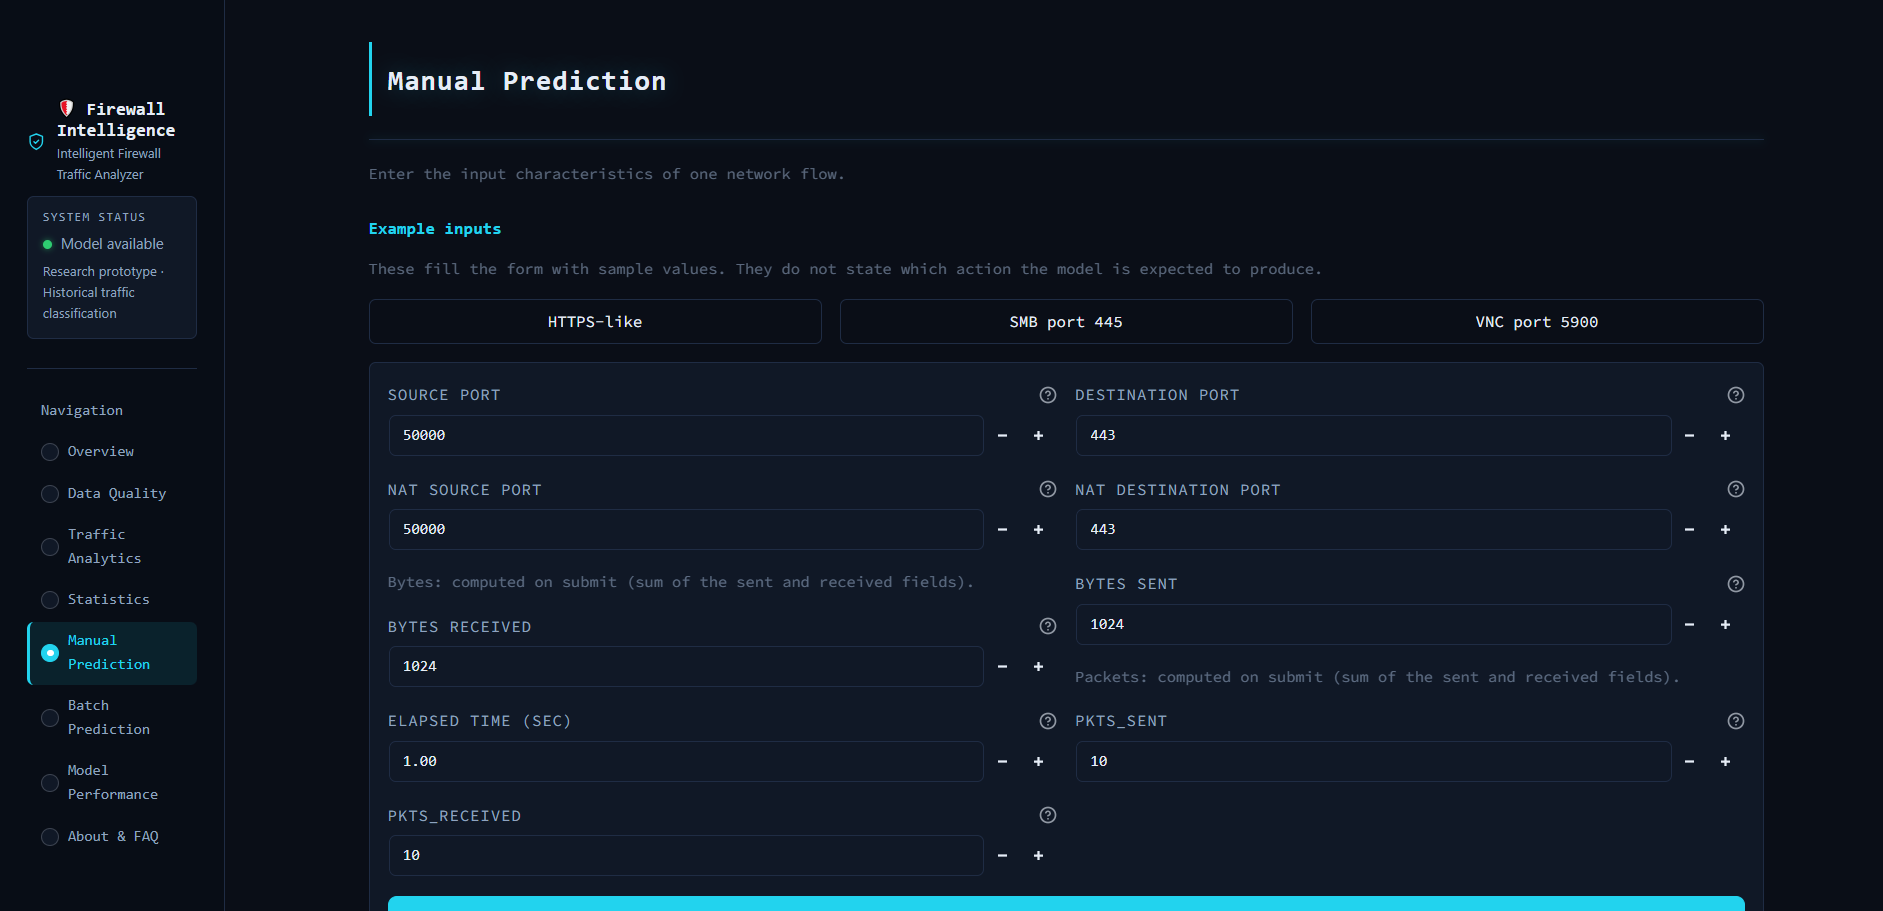 Firewall
Intelligence
Intelligent Firewall
Traffic Analyzer
SYSTEM STATUS
Model available
Research prototype ·
Historical traffic
classification
Navigation
Overview
Data Quality
Traffic
Analytics
Statistics
Manual
Prediction
Batch
Prediction
Model
Performance
About & FAQ
Manual Prediction
Enter the input characteristics of one network flow.
Example inputs
These fill the form with sample values. They do not state which action the model is expected to produce.
HTTPS-like
SMB port 445
VNC port 5900
SOURCE PORT
50000
DESTINATION PORT
443
NAT SOURCE PORT
50000
NAT DESTINATION PORT
443
Bytes: computed on submit (sum of the sent and received fields).
BYTES SENT
1024
BYTES RECEIVED
1024
Packets: computed on submit (sum of the sent and received fields).
ELAPSED TIME (SEC)
1.00
PKTS_SENT
10
PKTS_RECEIVED
10